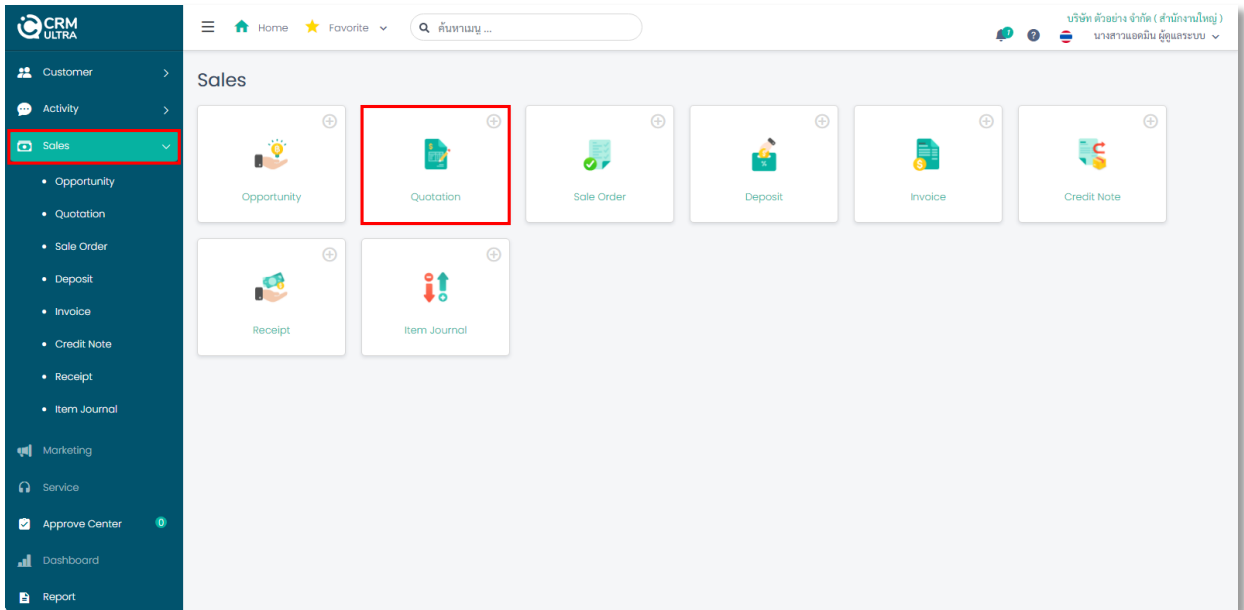 CRM
ULTRA
Home
Favorite
ค้นหาเมนู ...
บริษัท ตัวอย่าง จำกัด ( สำนักงานใหญ่ )
นางสาวแอดมิน ผู้ดูแลระบบ
Customer
Activity
Sales
Opportunity
Quotation
Sale Order
Deposit
Invoice
Credit Note
Receipt
Item Journal
Marketing
Service
Approve Center 0
Dashboard
Report
Sales
Opportunity
Quotation
Sale Order
Deposit
Invoice
Credit Note
Receipt
Item Journal